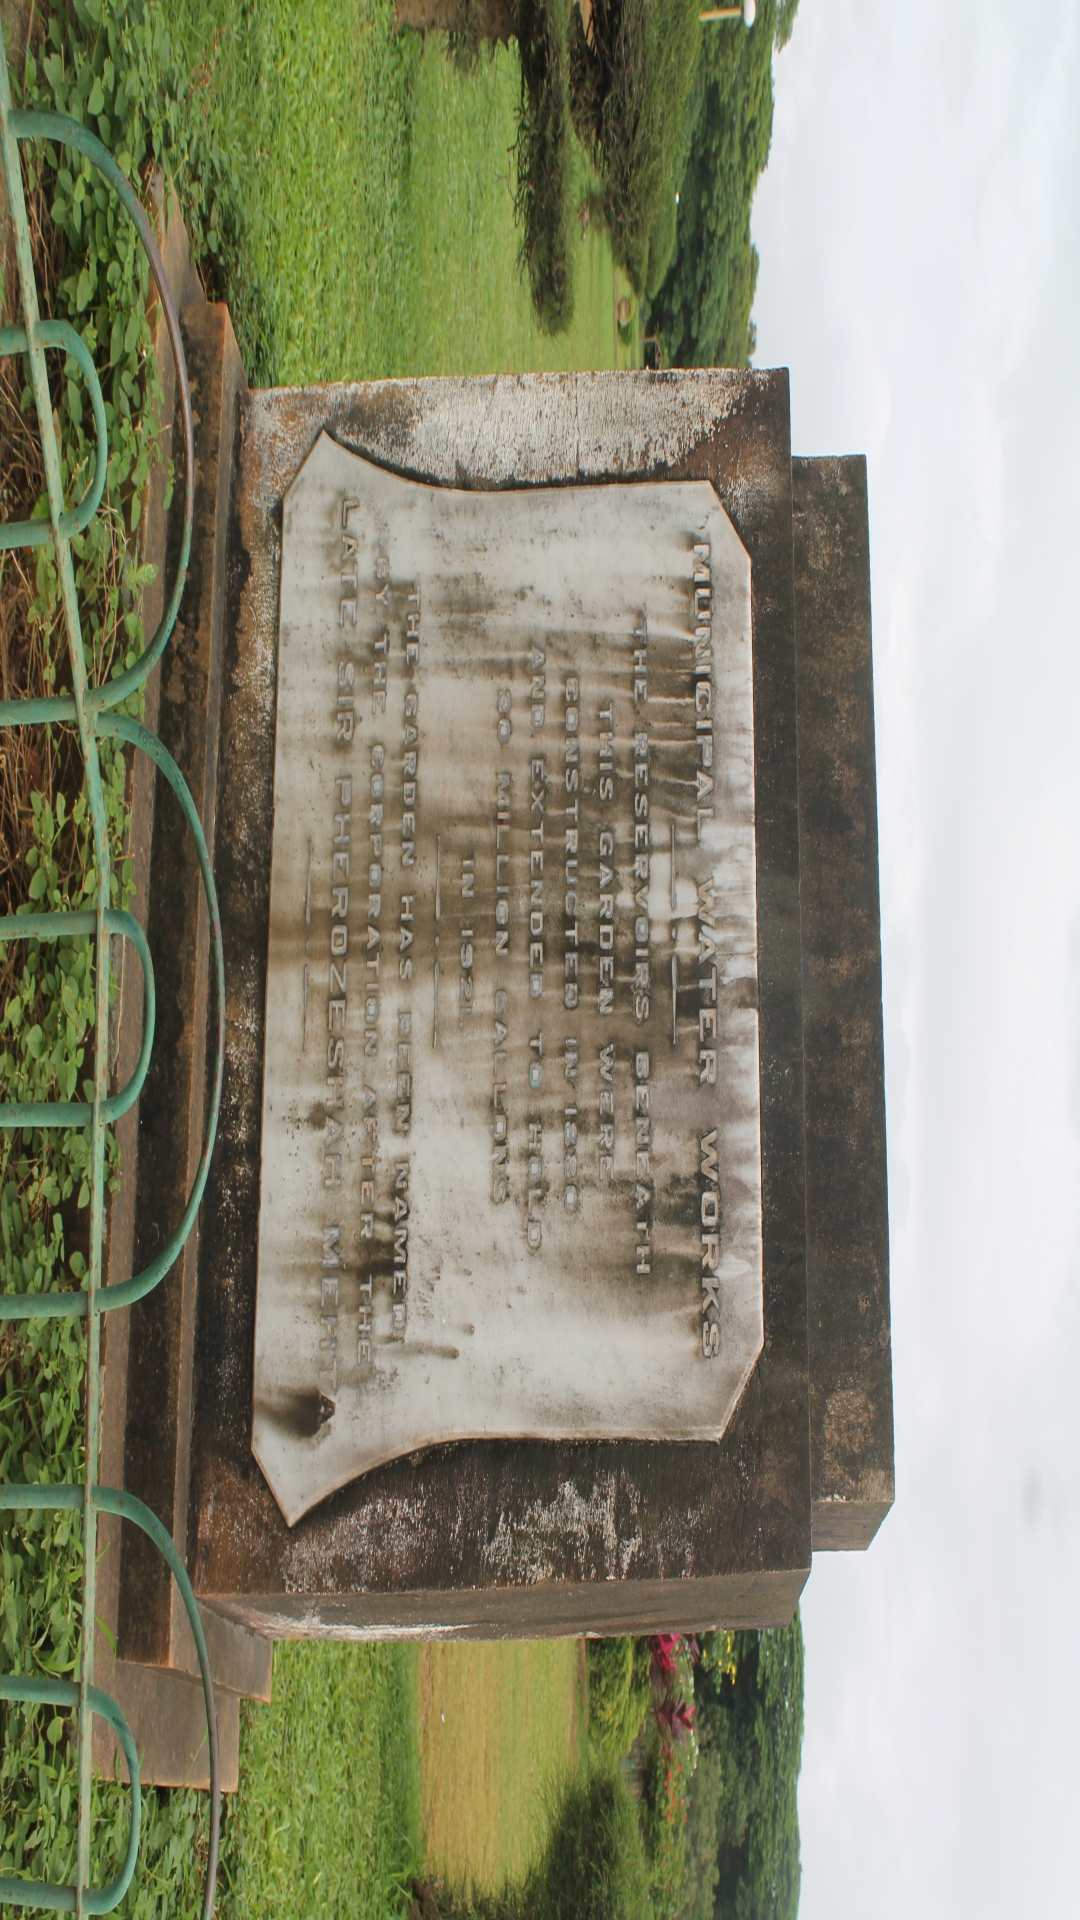 MUNICIPAL WATER WORKS
THE RESERVOIRS BENEATH
THIS GARDEN WERE
CONSTRUCTED IN 1880
AND EXTENDED TO HOLD
30 MILLION GALLONS
IN 1921.
THE GARDEN HAS BEEN NAMED
BY THE CORPORATION AFTER THE
LATE SIR PHEROZESHAH MEHTA